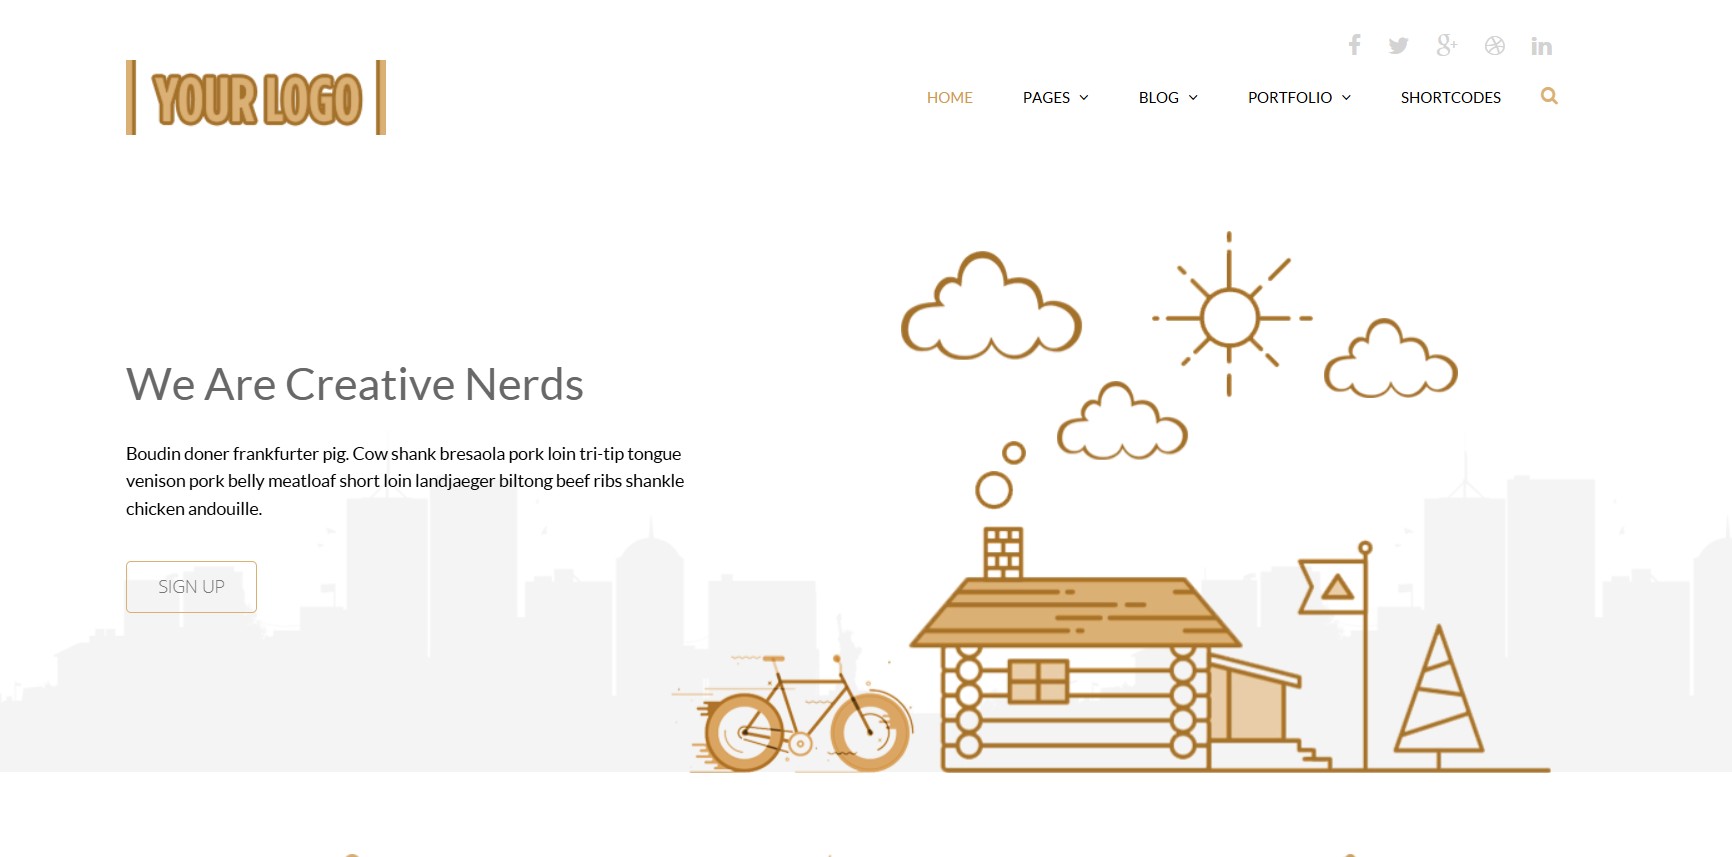 YOUR LOGO
HOME PAGES BLOG PORTFOLIO SHORTCODES
We Are Creative Nerds
Boudin doner frankfurter pig. Cow shank bresaola pork loin tri-tip tongue
venison pork belly meatloaf short loin landjaeger biltong beef ribs shankle
chicken andouille.
SIGN UP